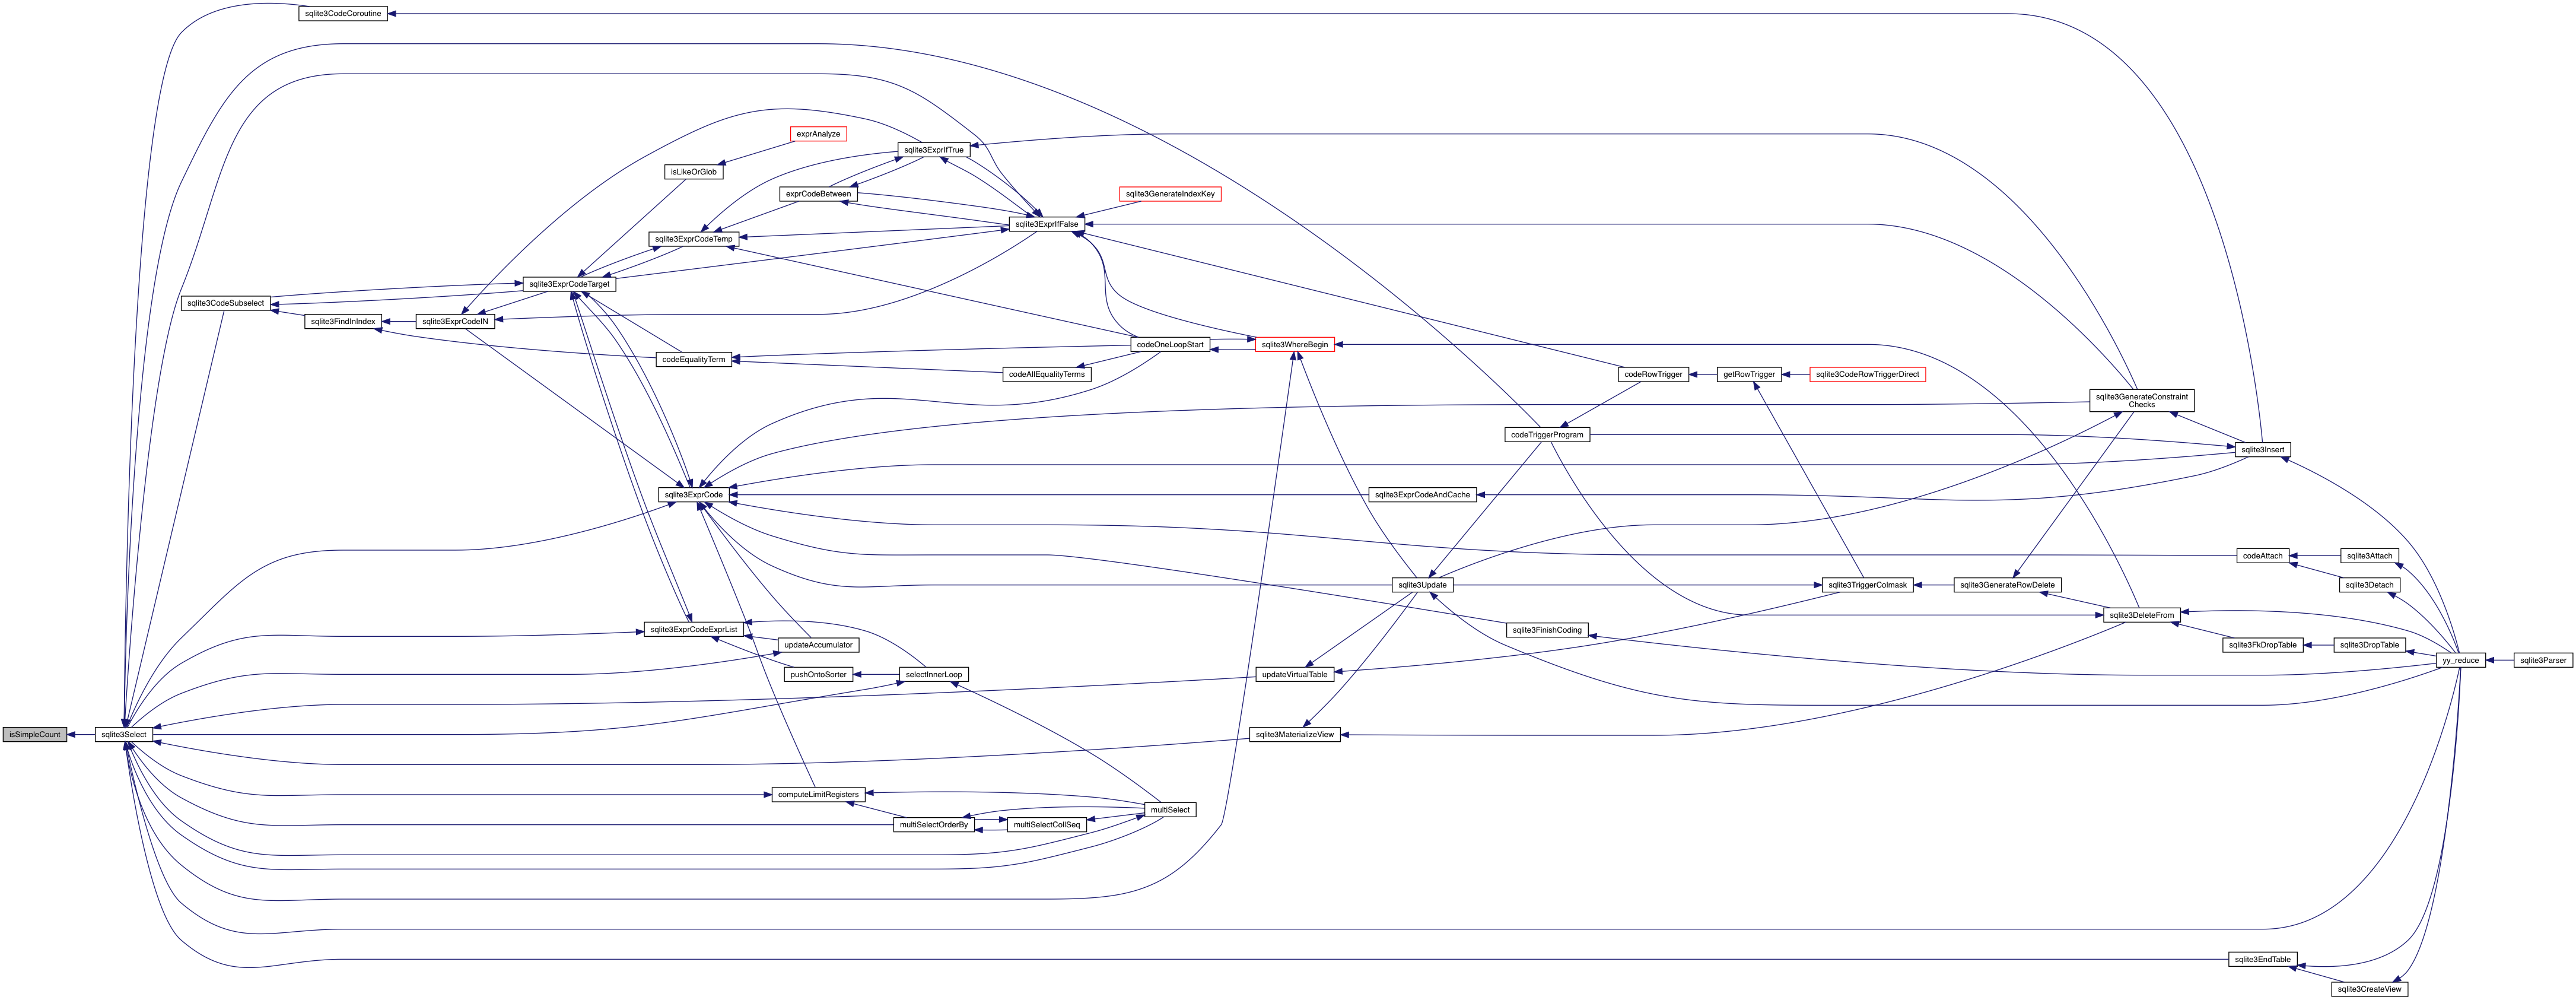 sqlite3CodeCoroutine
exprAnalyze
sqlite3ExprIfTrue
isLikeOrGlob
exprCodeBetween
sqlite3GenerateIndexKey
sqlite3ExprIfFalse
sqlite3ExprCodeTemp
sqlite3ExprCodeTarget
sqlite3CodeSubselect
sqlite3FindInIndex
sqlite3ExprCodeIN
codeOneLoopStart
sqlite3WhereBegin
codeEqualityTerm
codeAllEqualityTerms
codeRowTrigger
getRowTrigger
sqlite3CodeRowTriggerDirect
sqlite3GenerateConstraint
Checks
codeTriggerProgram
sqlite3Insert
sqlite3ExprCode
sqlite3ExprCodeAndCache
codeAttach
sqlite3Attach
sqlite3Update
sqlite3TriggerColmask
sqlite3GenerateRowDelete
sqlite3Detach
sqlite3DeleteFrom
sqlite3ExprCodeExprList
sqlite3FinishCoding
updateAccumulator
sqlite3FkDropTable
sqlite3DropTable
yy_reduce
sqlite3Parser
pushOntoSorter
selectInnerLoop
updateVirtualTable
isSimpleCount
sqlite3Select
sqlite3MaterializeView
computeLimitRegisters
multiSelect
multiSelectOrderBy
multiSelectCollSeq
sqlite3EndTable
sqlite3CreateView